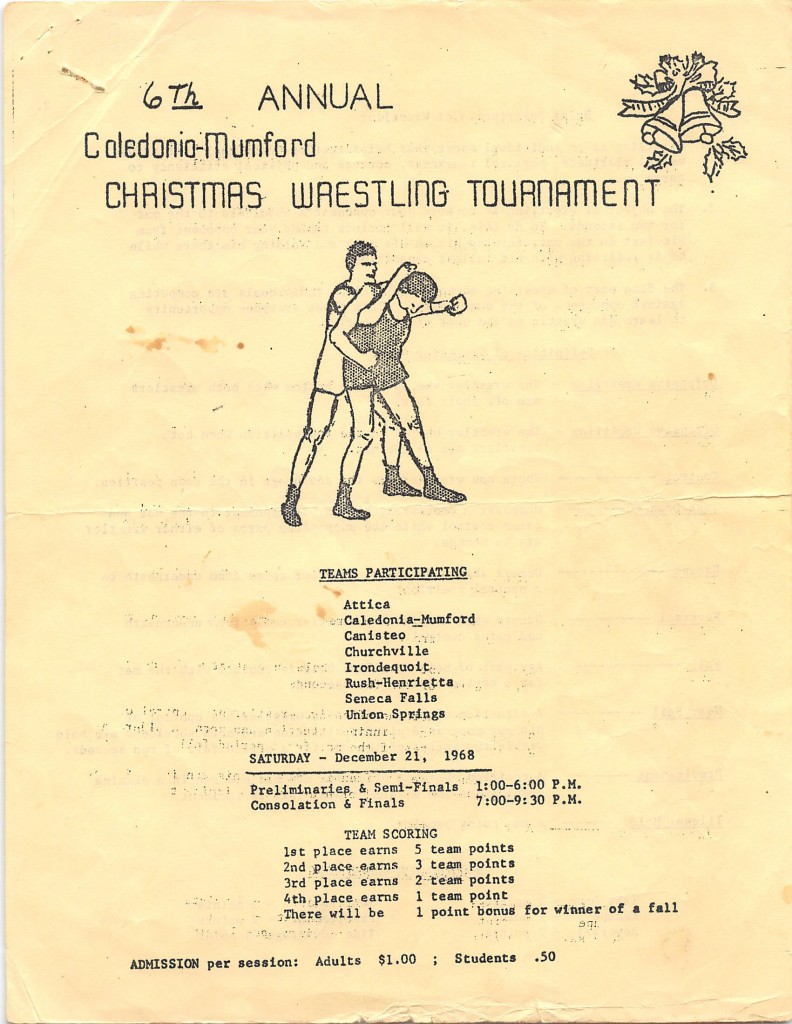 6Th ANNUAL
Caledonia-Mumford
CHRISTMAS WRESTLING TOURNAMENT
TEAMS PARTICIPATING
Attica
Caledonia-Mumford
Canisteo
Churchville
Irondequoit
Rush-Henrietta
Seneca Falls
Union Springs
SATURDAY - December 21, 1968
Preliminaries & Semi-Finals 1:00-6:00 P.M.
Consolation & Finals 7:00-9:30 P.M.
TEAM SCORING
1st place earns 5 team points
2nd place earns 3 team points
3rd place earns 2 team points
4th place earns 1 team point
There will be 1 point bonus for winner of a fall
ADMISSION per session: Adults $1.00 ; Students .50